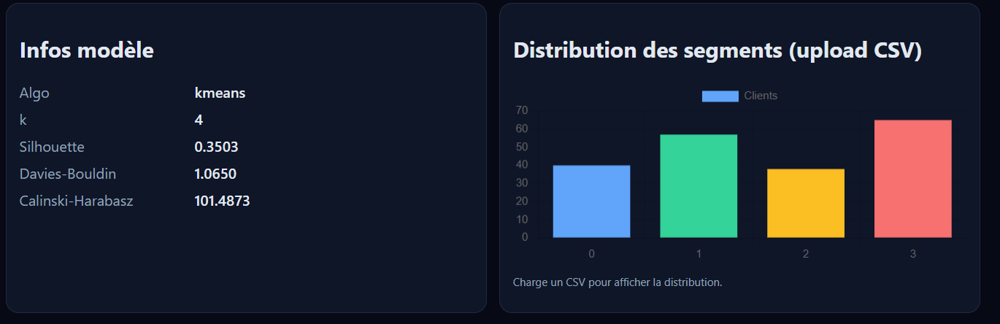 Infos modèle
Algo kmeans
k 4
Silhouette 0.3503
Davies-Bouldin 1.0650
Calinski-Harabasz 101.4873
Distribution des segments (upload CSV)
Clients
70
60
50
40
30
20
10
0
0 1 2 3
Charge un CSV pour afficher la distribution.